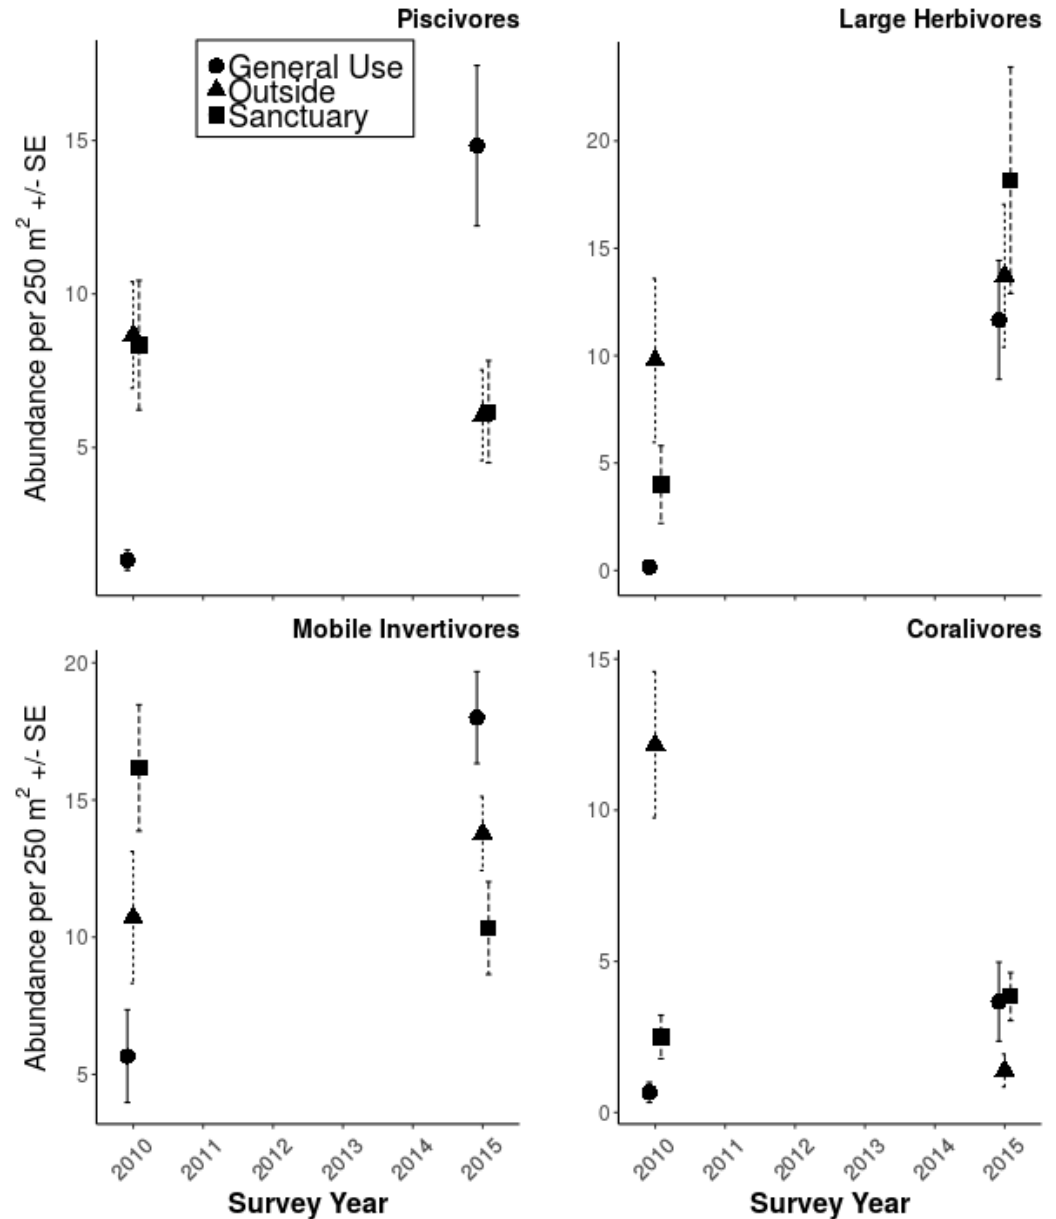 Piscivores
Large Herbivores
General Use
Outside
Sanctuary
Abundance per 250 m² +/- SE
15
10
5
20
15
10
5
0
Mobile Invertivores
Coralivores
Abundance per 250 m² +/- SE
20
15
10
5
15
10
5
0
2010
2011
2012
2013
2014
2015
2010
2011
2012
2013
2014
2015
Survey Year
Survey Year